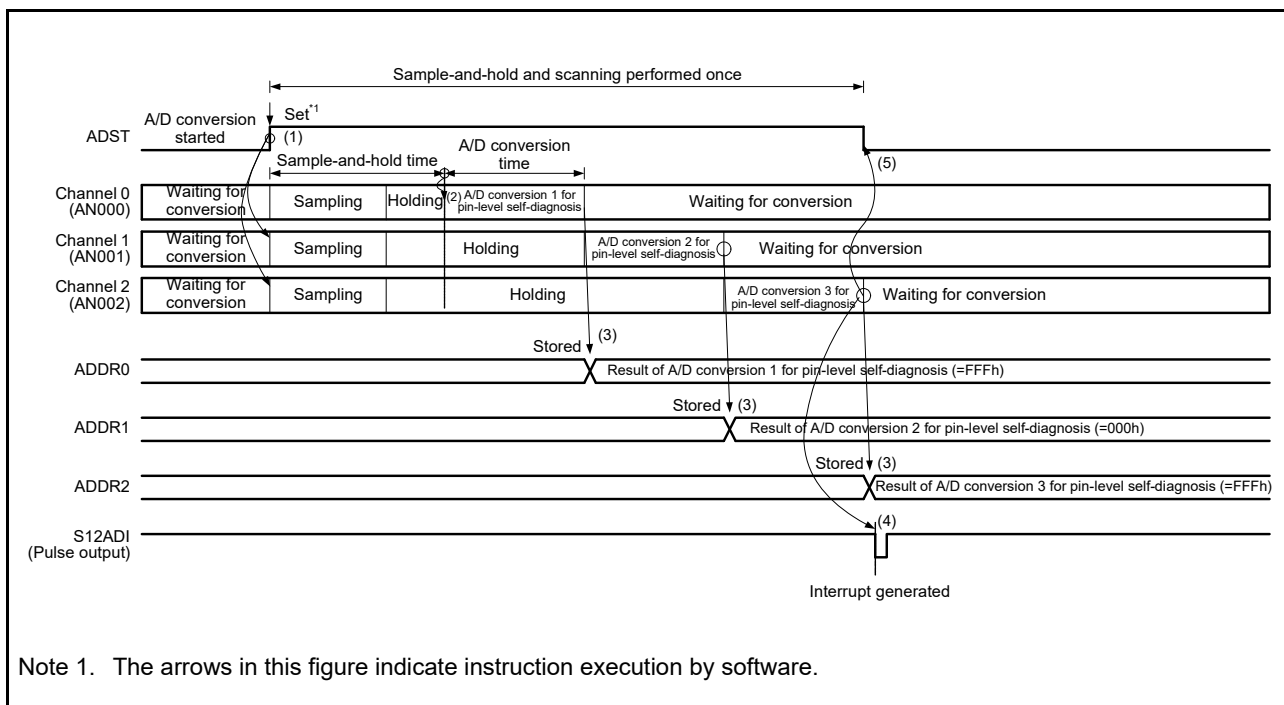 Sample-and-hold and scanning performed once
A/D conversion
started
Set*1
ADST
(1)
A/D conversion
time
(5)
Sample-and-hold time
Channel 0
(AN000)
Waiting for
conversion
Sampling
Holding
(2)
A/D conversion 1 for
pin-level self-diagnosis
Waiting for conversion
Channel 1
(AN001)
Waiting for
conversion
Sampling
Holding
A/D conversion 2 for
pin-level self-diagnosis
Waiting for conversion
Channel 2
(AN002)
Waiting for
conversion
Sampling
Holding
A/D conversion 3 for
pin-level self-diagnosis
Waiting for conversion
Stored
(3)
ADDR0
Result of A/D conversion 1 for pin-level self-diagnosis (=FFFh)
Stored
(3)
ADDR1
Result of A/D conversion 2 for pin-level self-diagnosis (=000h)
Stored
(3)
ADDR2
Result of A/D conversion 3 for pin-level self-diagnosis (=FFFh)
S12ADI
(Pulse output)
(4)
Interrupt generated
Note 1. The arrows in this figure indicate instruction execution by software.